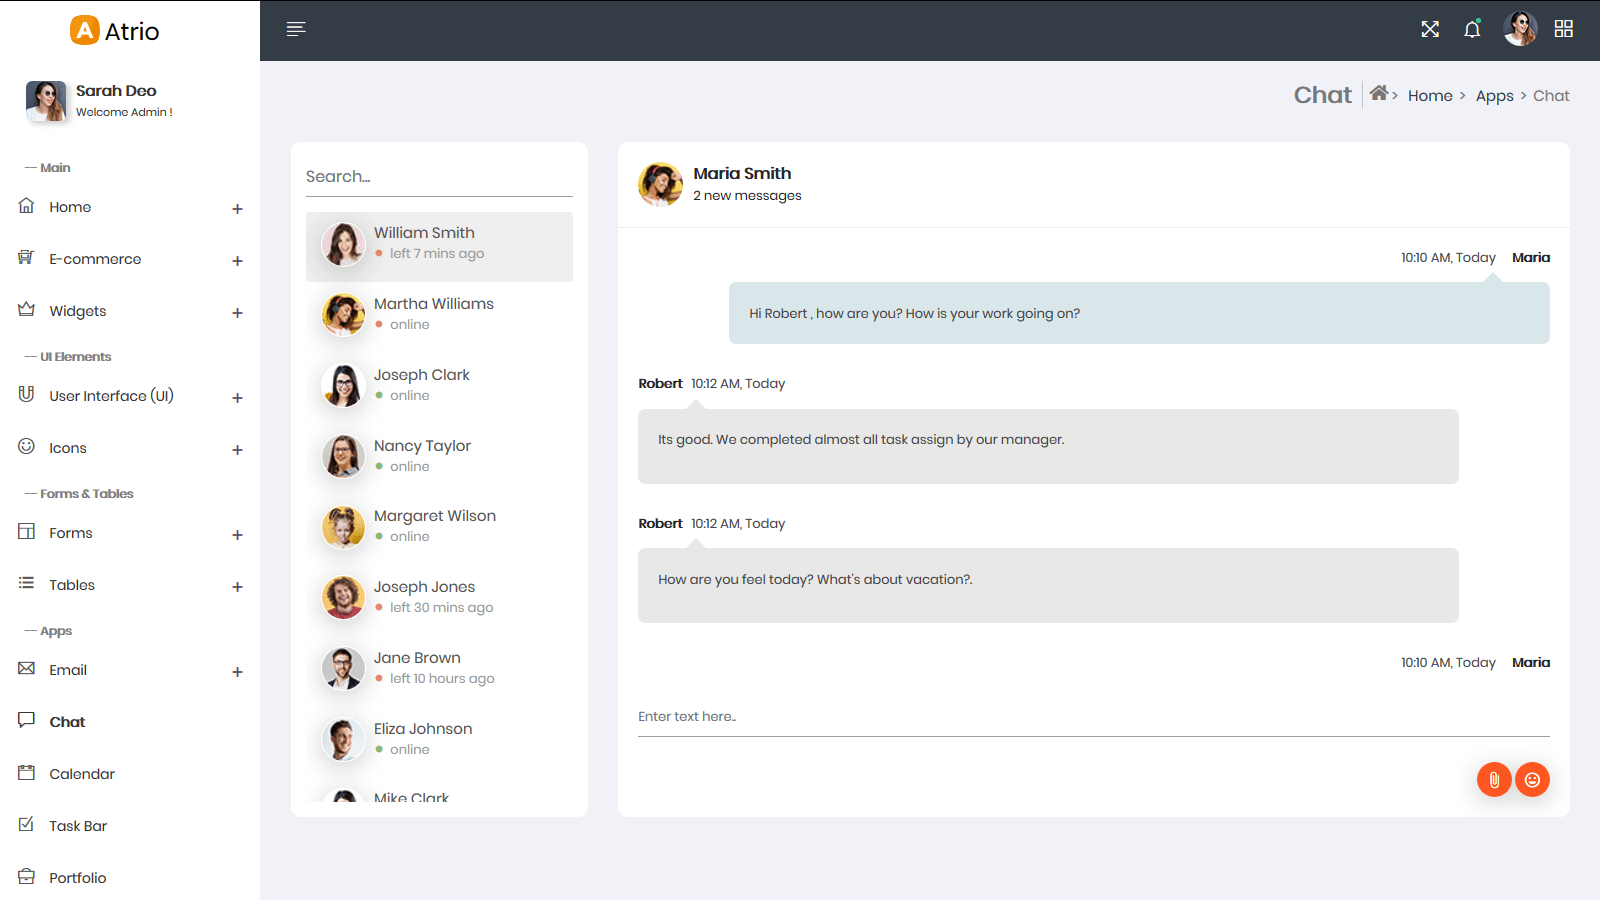 A Atrio
Sarah Deo
Welcome Admin !
— Main
Home +
E-commerce +
Widgets +
— UI Elements
User Interface (UI) +
Icons +
— Forms & Tables
Forms +
Tables +
— Apps
Email +
Chat
Calendar
Task Bar
Portfolio
Chat > Home > Apps > Chat
Search...
William Smith
left 7 mins ago
Martha Williams
online
Joseph Clark
online
Nancy Taylor
online
Margaret Wilson
online
Joseph Jones
left 30 mins ago
Jane Brown
left 10 hours ago
Eliza Johnson
online
Mike Clark
Maria Smith
2 new messages
10:10 AM, Today Maria
Hi Robert , how are you? How is your work going on?
Robert 10:12 AM, Today
Its good. We completed almost all task assign by our manager.
Robert 10:12 AM, Today
How are you feel today? What's about vacation?.
10:10 AM, Today Maria
Enter text here..